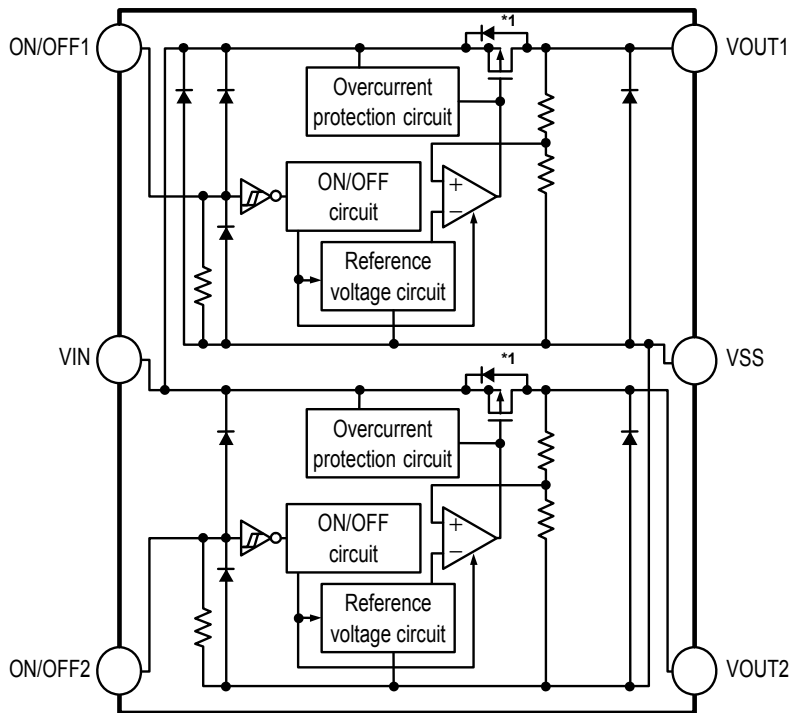 ON/OFF1
*1
VOUT1
Overcurrent
protection circuit
ON/OFF
circuit
+
−
Reference
voltage circuit
VIN
*1
VSS
Overcurrent
protection circuit
ON/OFF
circuit
+
−
Reference
voltage circuit
ON/OFF2
VOUT2